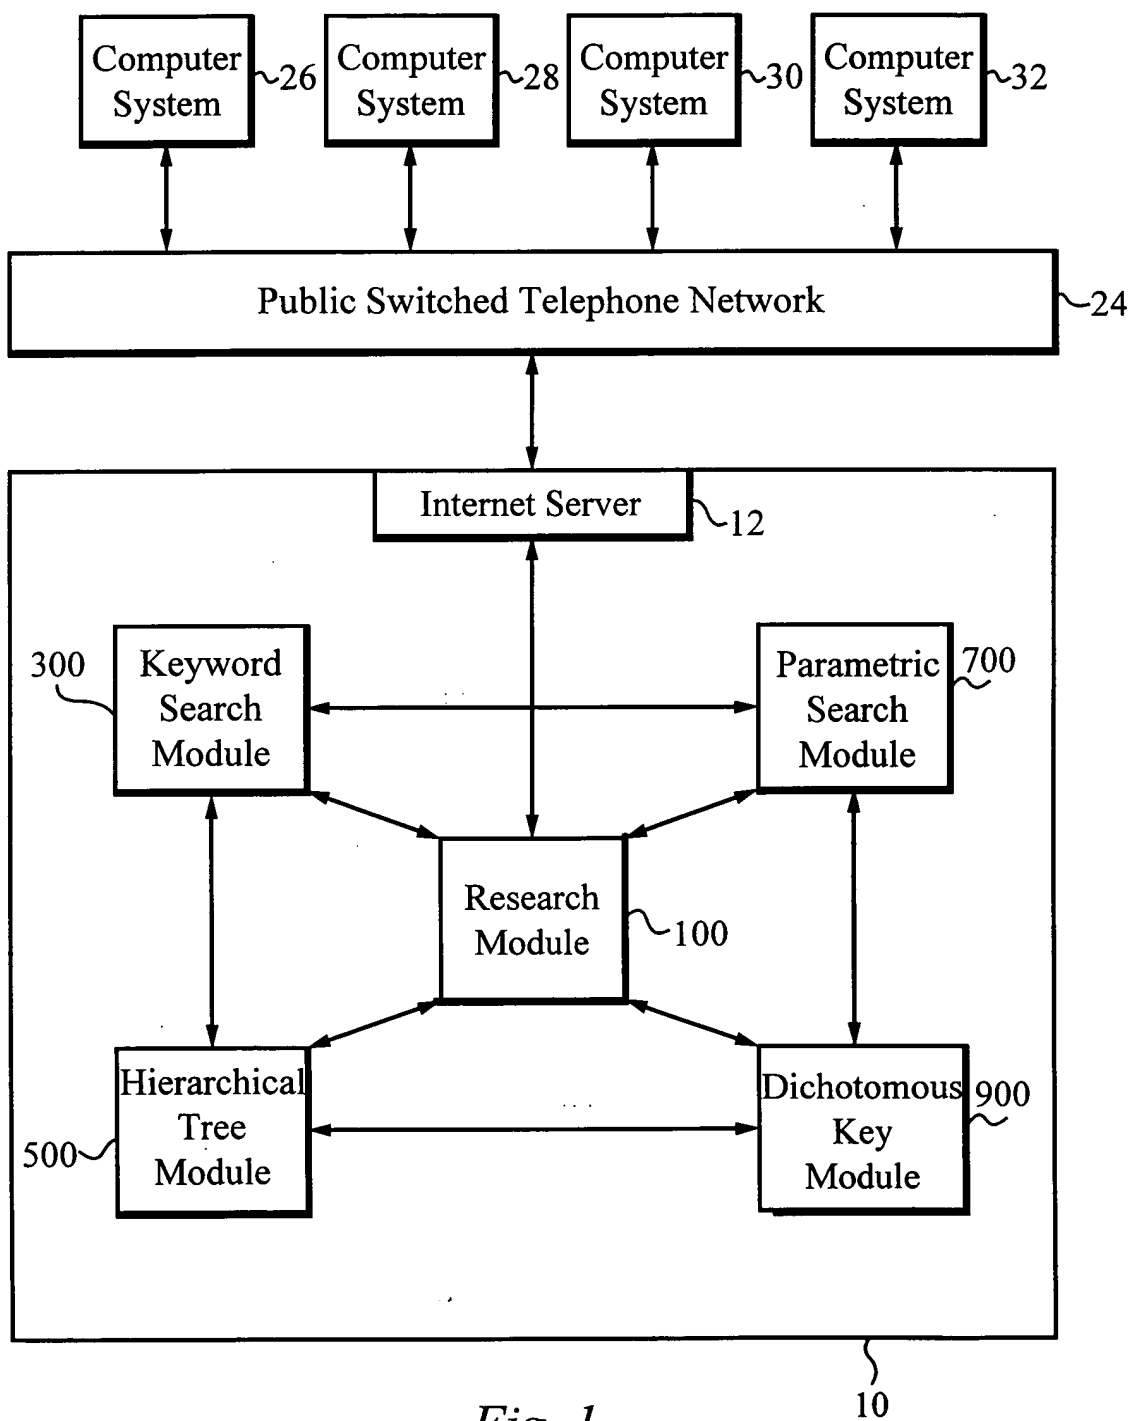 Computer
System
26
Computer
System
28
Computer
System
30
Computer
System
32
Public Switched Telephone Network
24
Internet Server
12
300
Keyword
Search
Module
Parametric
Search
Module
700
Research
Module
100
Hierarchical
Tree
Module
500
Dichotomous
Key
Module
900
10
Fig. 1